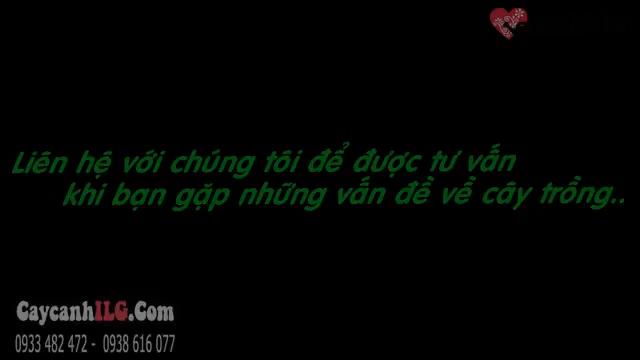 Liên hệ với chúng tôi để được tư vấn
khi bạn gặp những vấn đề về cây trồng..
CaycanhILG.Com
0933 482 472 - 0938 616 077